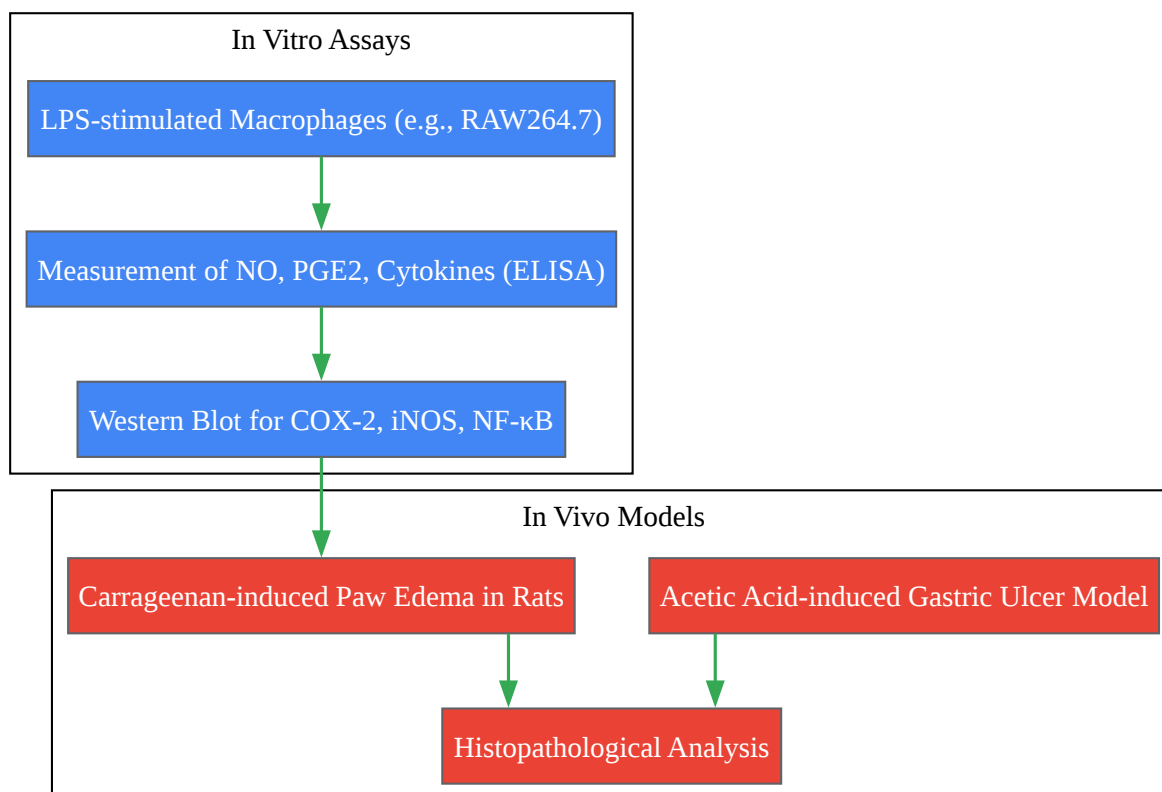 In Vitro Assays
LPS-stimulated Macrophages (e.g., RAW264.7)
Measurement of NO, PGE2, Cytokines (ELISA)
Western Blot for COX-2, iNOS, NF-κB
In Vivo Models
Carrageenan-induced Paw Edema in Rats
Acetic Acid-induced Gastric Ulcer Model
Histopathological Analysis